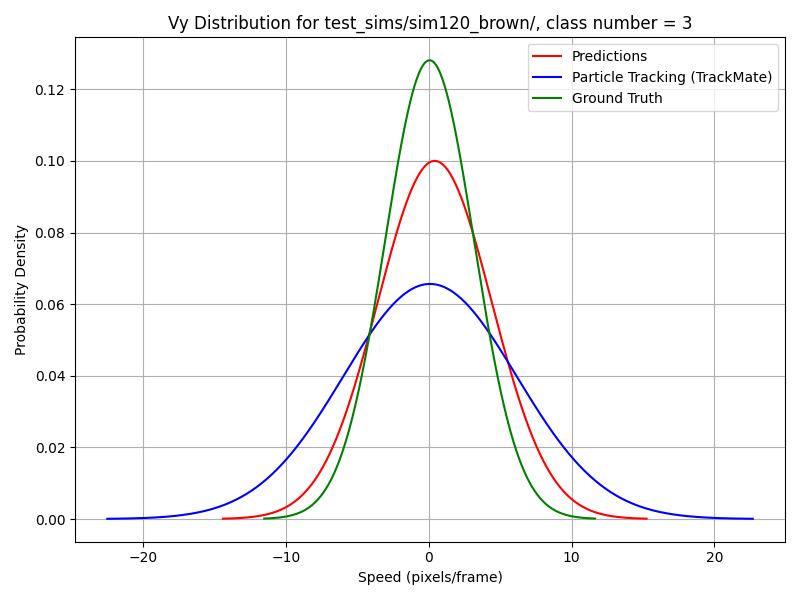 Vy Distribution for test_sims/sim120_brown/, class number = 3
Predictions
Particle Tracking (TrackMate)
Ground Truth
0.12
0.10
0.08
0.06
0.04
0.02
0.00
Probability Density
−20
−10
0
10
20
Speed (pixels/frame)